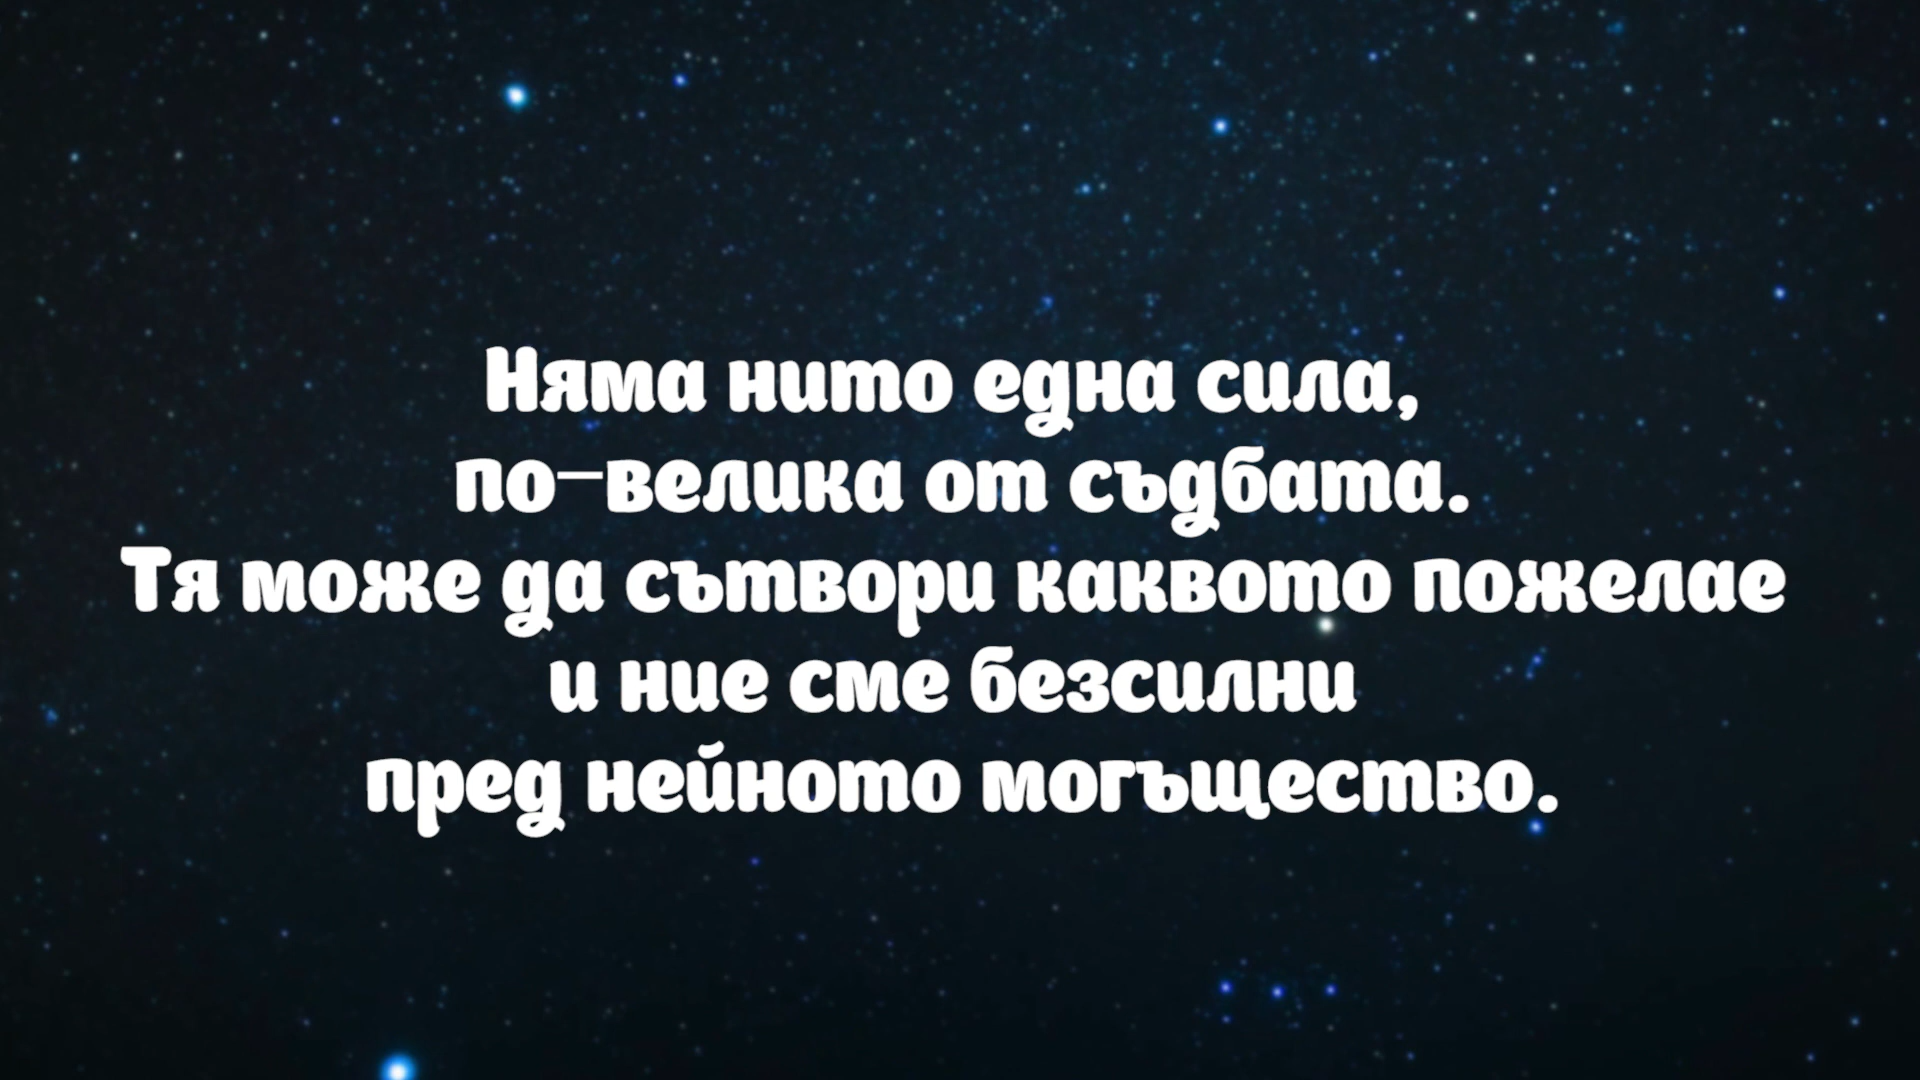 Няма нито една сила,
по-велика от съдбата.
Тя може да сътвори каквото пожелае
и ние сме безсилни
пред нейното могъщество.